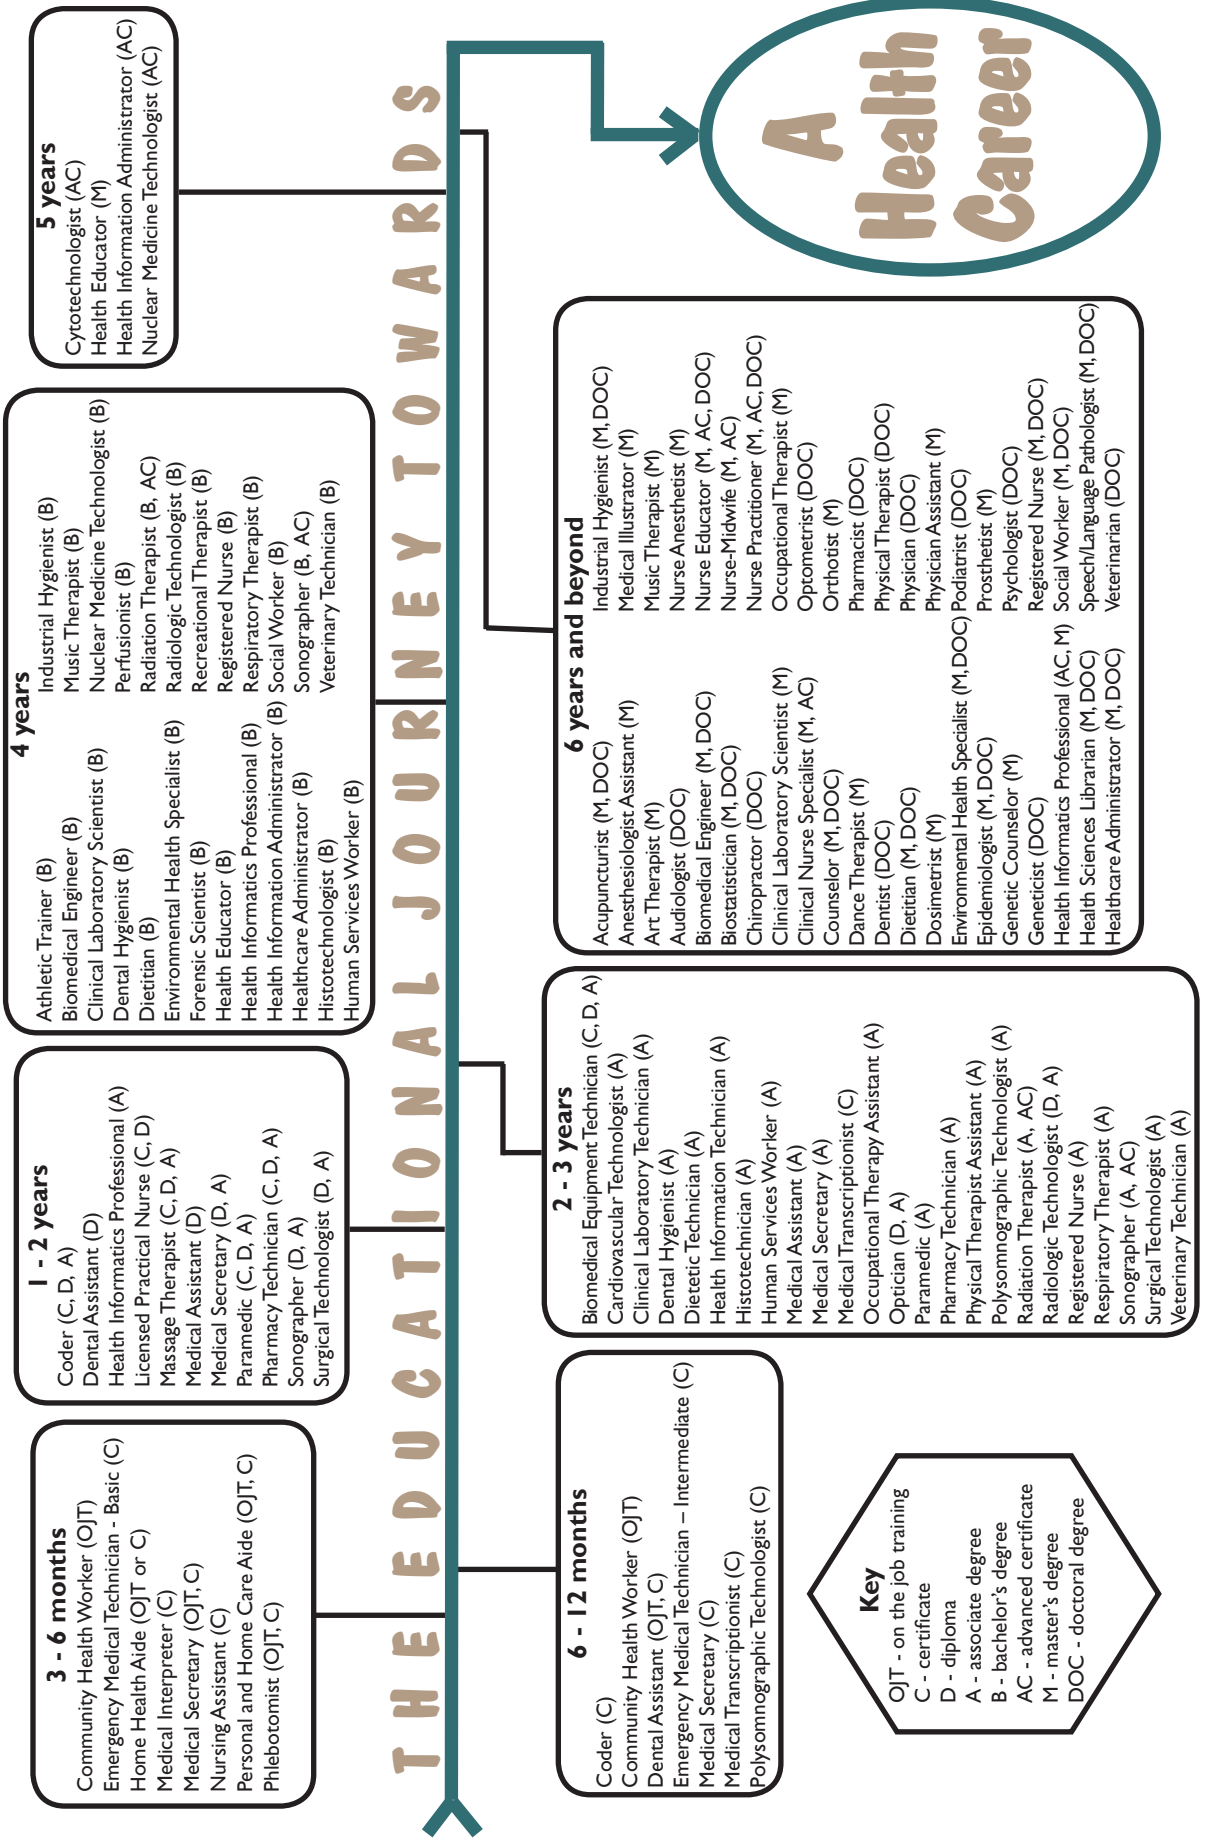 3 - 6 months
Community Health Worker (OJT)
Emergency Medical Technician - Basic (C)
Home Health Aide (OJT or C)
Medical Interpreter (C)
Medical Secretary (OJT, C)
Nursing Assistant (C)
Personal and Home Care Aide (OJT, C)
Phlebotomist (OJT, C)
1 - 2 years
Coder (C, D, A)
Dental Assistant (D)
Health Informatics Professional (A)
Licensed Practical Nurse (C, D)
Massage Therapist (C, D, A)
Medical Assistant (D)
Medical Secretary (D, A)
Paramedic (C, D, A)
Pharmacy Technician (C, D, A)
Sonographer (D, A)
Surgical Technologist (D, A)
4 years
Athletic Trainer (B)
Biomedical Engineer (B)
Clinical Laboratory Scientist (B)
Dental Hygienist (B)
Dietitian (B)
Environmental Health Specialist (B)
Forensic Scientist (B)
Health Educator (B)
Health Informatics Professional (B)
Health Information Administrator (B)
Healthcare Administrator (B)
Histotechnologist (B)
Human Services Worker (B)
Industrial Hygienist (B)
Music Therapist (B)
Nuclear Medicine Technologist (B)
Perfusionist (B)
Radiation Therapist (B, AC)
Radiologic Technologist (B)
Recreational Therapist (B)
Registered Nurse (B)
Respiratory Therapist (B)
Social Worker (B)
Sonographer (B, AC)
Veterinary Technician (B)
5 years
Cytotechnologist (AC)
Health Educator (M)
Health Information Administrator (AC)
Nuclear Medicine Technologist (AC)
THE EDUCATIONAL JOURNEY TOWARDS
6 - 12 months
Coder (C)
Community Health Worker (OJT)
Dental Assistant (OJT, C)
Emergency Medical Technician – Intermediate (C)
Medical Secretary (C)
Medical Transcriptionist (C)
Polysomnographic Technologist (C)
2 - 3 years
Biomedical Equipment Technician (C, D, A)
Cardiovascular Technologist (A)
Clinical Laboratory Technician (A)
Dental Hygienist (A)
Dietetic Technician (A)
Health Information Technician (A)
Histotechnician (A)
Human Services Worker (A)
Medical Assistant (A)
Medical Secretary (A)
Medical Transcriptionist (C)
Occupational Therapy Assistant (A)
Optician (D, A)
Paramedic (A)
Pharmacy Technician (A)
Physical Therapist Assistant (A)
Polysomnographic Technologist (A)
Radiation Therapist (A, AC)
Radiologic Technologist (D, A)
Registered Nurse (A)
Respiratory Therapist (A)
Sonographer (A, AC)
Surgical Technologist (A)
Veterinary Technician (A)
6 years and beyond
Acupuncturist (M, DOC)
Anesthesiologist Assistant (M)
Art Therapist (M)
Audiologist (DOC)
Biomedical Engineer (M, DOC)
Biostatistician (M, DOC)
Chiropractor (DOC)
Clinical Laboratory Scientist (M)
Clinical Nurse Specialist (M, AC)
Counselor (M, DOC)
Dance Therapist (M)
Dentist (DOC)
Dietitian (M, DOC)
Dosimetrist (M)
Environmental Health Specialist (M, DOC)
Epidemiologist (M, DOC)
Genetic Counselor (M)
Geneticist (DOC)
Health Informatics Professional (AC, M)
Health Sciences Librarian (M, DOC)
Healthcare Administrator (M, DOC)
Industrial Hygienist (M, DOC)
Medical Illustrator (M)
Music Therapist (M)
Nurse Anesthetist (M)
Nurse Educator (M, AC, DOC)
Nurse-Midwife (M, AC)
Nurse Practitioner (M, AC, DOC)
Occupational Therapist (M)
Optometrist (DOC)
Orthotist (M)
Pharmacist (DOC)
Physical Therapist (DOC)
Physician (DOC)
Physician Assistant (M)
Podiatrist (DOC)
Prosthetist (M)
Psychologist (DOC)
Registered Nurse (M, DOC)
Social Worker (M, DOC)
Speech/Language Pathologist (M, DOC)
Veterinarian (DOC)
A
Health
Career
Key
OJT - on the job training
C - certificate
D - diploma
A - associate degree
B - bachelor's degree
AC - advanced certificate
M - master's degree
DOC - doctoral degree